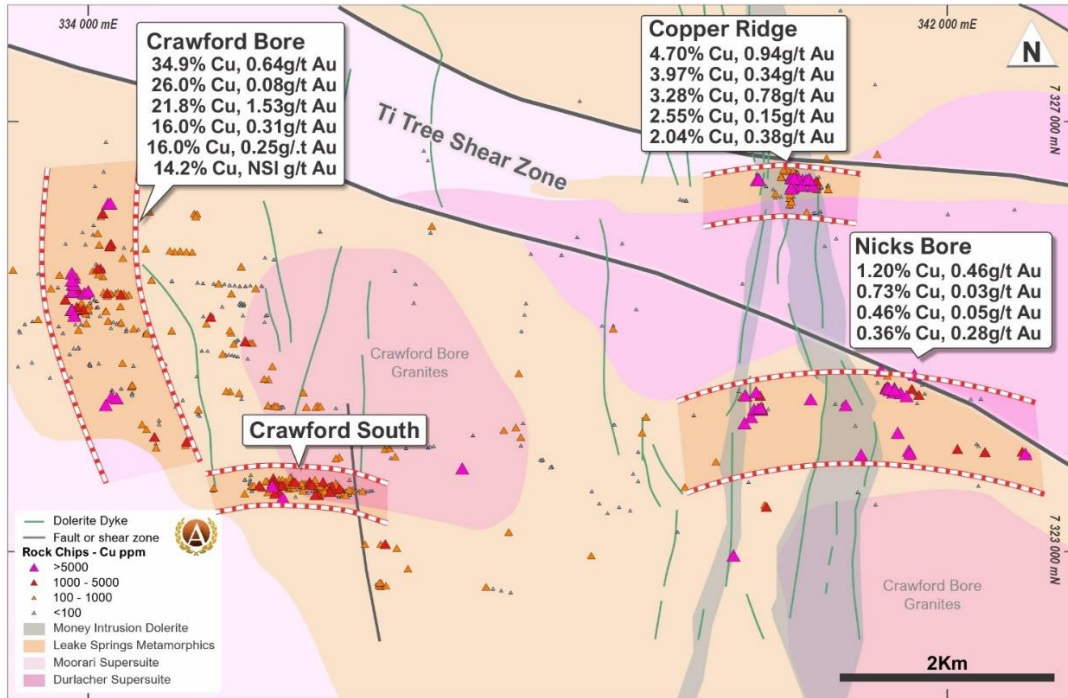 334 000 mE
342 000 mE
Crawford Bore
34.9% Cu, 0.64g/t Au
26.0% Cu, 0.08g/t Au
21.8% Cu, 1.53g/t Au
16.0% Cu, 0.31g/t Au
16.0% Cu, 0.25g/.t Au
14.2% Cu, NSI g/t Au
Copper Ridge
4.70% Cu, 0.94g/t Au
3.97% Cu, 0.34g/t Au
3.28% Cu, 0.78g/t Au
2.55% Cu, 0.15g/t Au
2.04% Cu, 0.38g/t Au
N
7 327 000 mN
Ti Tree Shear Zone
Nicks Bore
1.20% Cu, 0.46g/t Au
0.73% Cu, 0.03g/t Au
0.46% Cu, 0.05g/t Au
0.36% Cu, 0.28g/t Au
Crawford Bore
Granites
Crawford South
7 323 000 mN
Crawford Bore
Granites
2Km
Dolerite Dyke
Fault or shear zone
Rock Chips - Cu ppm
>5000
1000 - 5000
100 - 1000
<100
Money Intrusion Dolerite
Leake Springs Metamorphics
Moorari Supersuite
Durlacher Supersuite
A